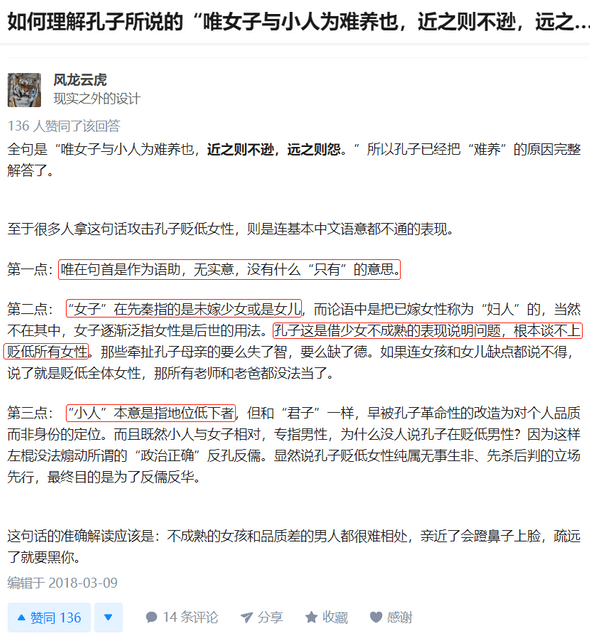 如何理解孔子所说的“唯女子与小人为难养也，近之则不逊，远之...
风龙云虎
现实之外的设计
136 人赞同了该回答
全句是“唯女子与小人为难养也，近之则不逊，远之则怨。”所以孔子已经把“难养”的原因完整
解答了。
至于很多人拿这句话攻击孔子贬低女性，则是连基本中文语意都不通的表现。
第一点：唯在句首是作为语助，无实意，没有什么“只有”的意思。
第二点： “女子”在先秦指的是未嫁少女或是女儿，而论语中是把已嫁女性称为“妇人”的，当然
不在其中，女子逐渐泛指女性是后世的用法。孔子这是借少女不成熟的表现说明问题，根本谈不上
贬低所有女性。那些牵扯孔子母亲的要么失了智，要么缺了德。如果连女孩和女儿缺点都说不得，
说了就是贬低全体女性，那所有老师和老爸都没法当了。
第三点： “小人”本意是指地位低下者，但和“君子”一样，早被孔子革命性的改造为对个人品质
而非身份的定位。而且既然小人与女子相对，专指男性，为什么没人说孔子在贬低男性？因为这样
左棍没法煽动所谓的“政治正确”反孔反儒。显然说孔子贬低女性纯属无事生非、先杀后判的立场
先行，最终目的是为了反儒反华。
这句话的准确解读应该是：不成熟的女孩和品质差的男人都很难相处，亲近了会蹬鼻子上脸，疏远
了就要黑你。
编辑于 2018-03-09
赞同 136 14 条评论 分享 收藏 感谢